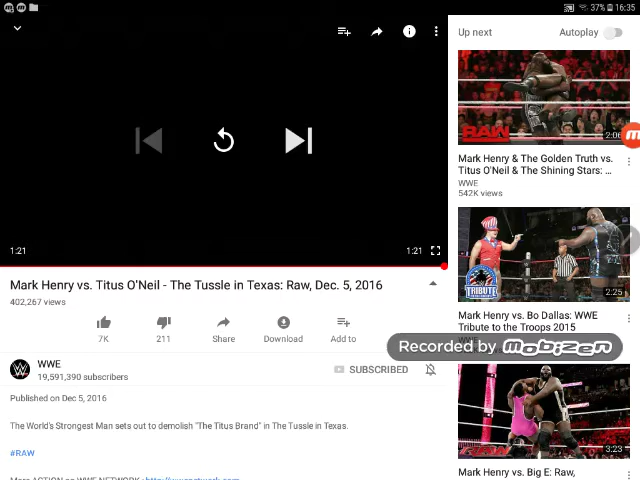 37% 16:35
Up next
Autoplay
1:21
1:21
2:06
RAW
Mark Henry & The Golden Truth vs.
Titus O'Neil & The Shining Stars: ...
WWE
542K views
Mark Henry vs. Titus O'Neil - The Tussle in Texas: Raw, Dec. 5, 2016
402,267 views
7K
211
Share
Download
Add to
TRIBUTE
2:25
Mark Henry vs. Bo Dallas: WWE
Tribute to the Troops 2015
Recorded by Mobizen
WWE
19,591,390 subscribers
SUBSCRIBED
Published on Dec 5, 2016
The World's Strongest Man sets out to demolish "The Titus Brand" in The Tussle in Texas.
#RAW
RAW
3:23
Mark Henry vs. Big E: Raw,